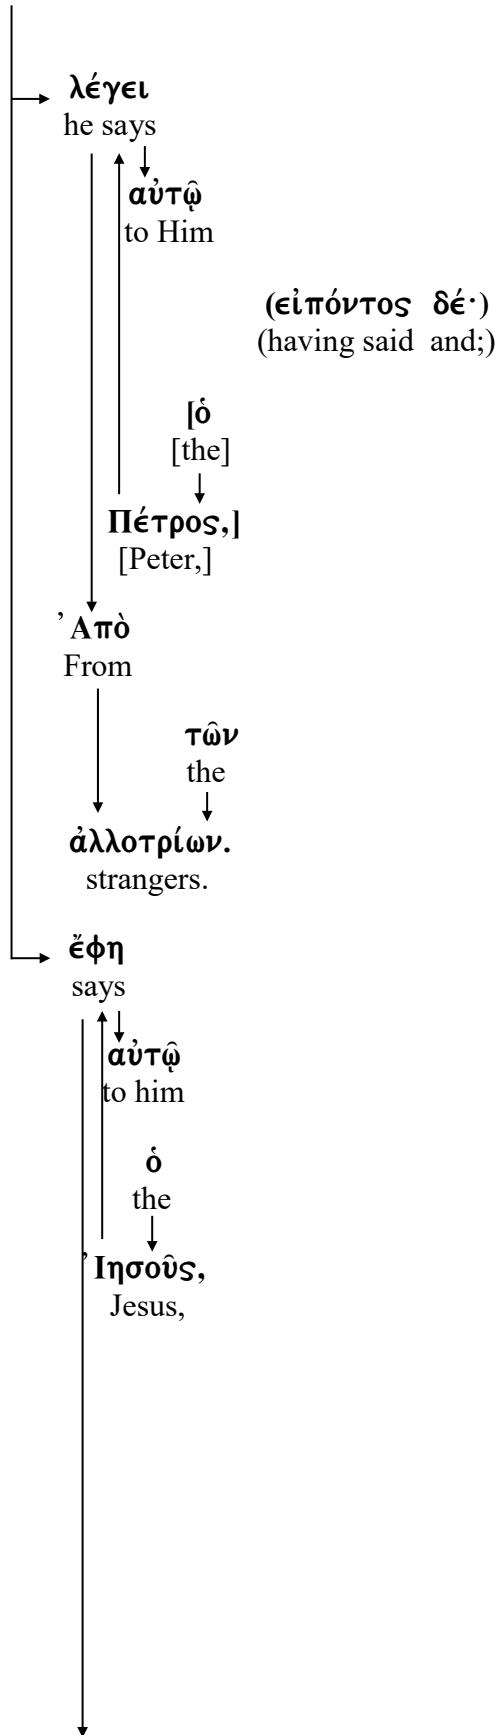 λέγει
he says
αὐτῷ
to Him
(εἰπόντος δέ·)
(having said and;)
[ὁ
[the]
Πέτρος,]
[Peter,]
Ἀπὸ
From
τῶν
the
ἀλλοτρίων.
strangers.
ἔφη
says
αὐτῷ
to him
ὁ
the
Ἰησοῦς,
Jesus,